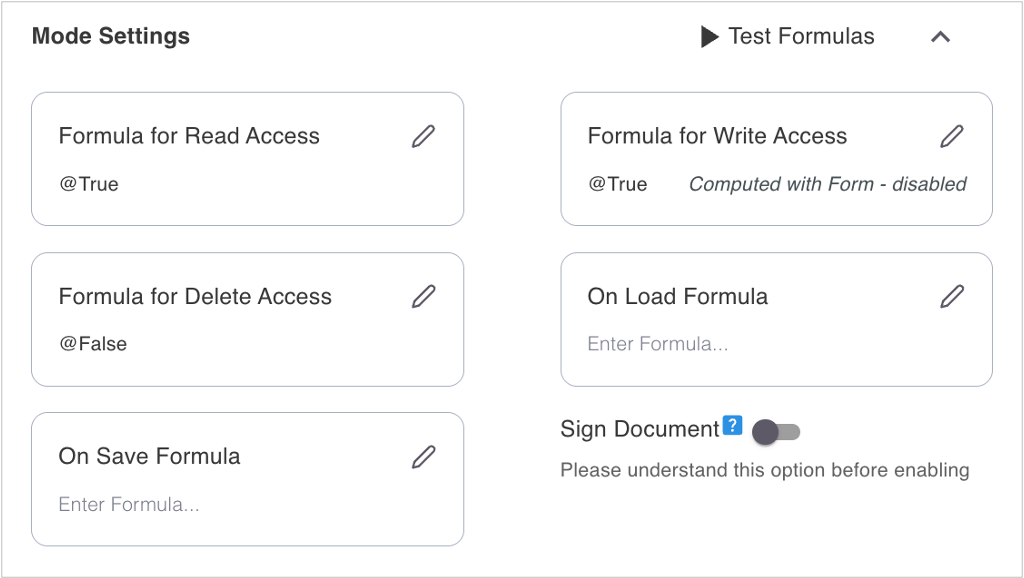 Mode Settings
Test Formulas
Formula for Read Access
@True
Formula for Write Access
@True Computed with Form - disabled
Formula for Delete Access
@False
On Load Formula
Enter Formula...
On Save Formula
Enter Formula...
Sign Document ?
Please understand this option before enabling